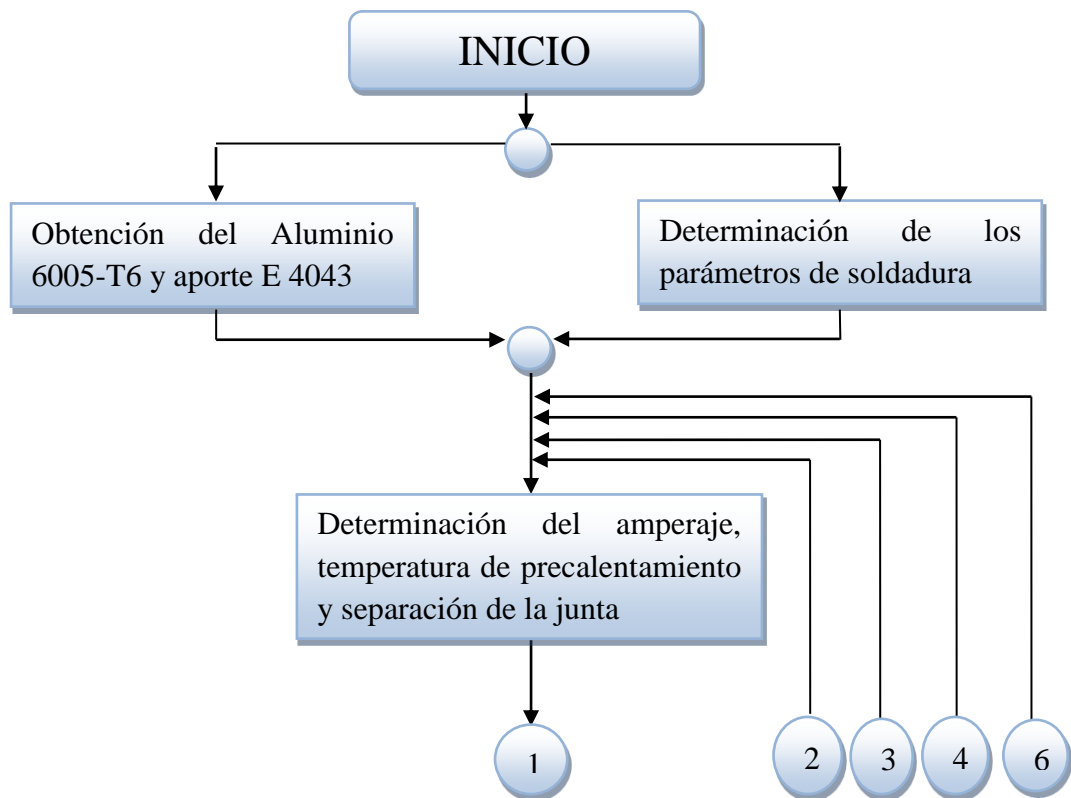 INICIO
Obtención del Aluminio
6005-T6 y aporte E 4043
Determinación de los
parámetros de soldadura
Determinación del amperaje,
temperatura de precalentamiento
y separación de la junta
1
2
3
4
6